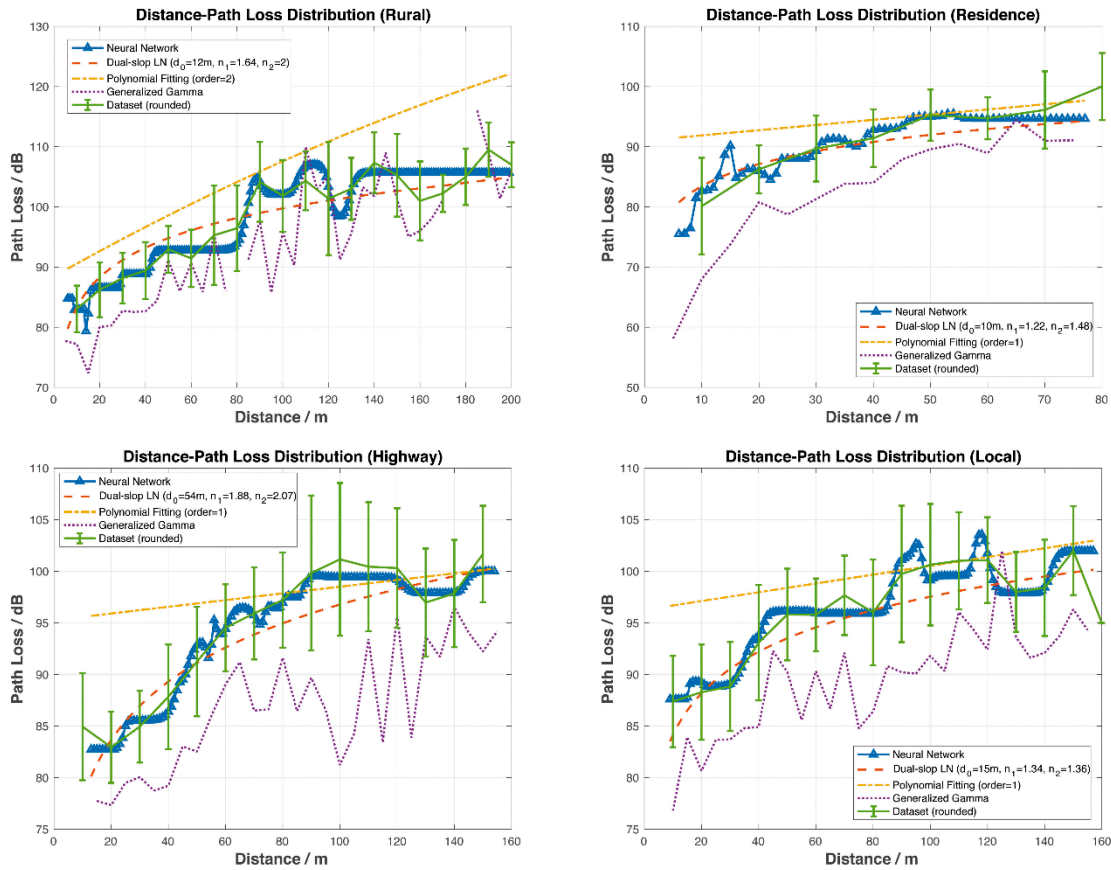 Distance-Path Loss Distribution (Rural)
130
120
110
100
90
80
70
Path Loss / dB
Neural Network
Dual-slop LN (d₀=12m, n₁=1.64, n₂=2)
Polynomial Fitting (order=2)
Generalized Gamma
Dataset (rounded)
0 20 40 60 80 100 120 140 160 180 200
Distance / m
Distance-Path Loss Distribution (Residence)
110
100
90
80
70
60
50
Path Loss / dB
Neural Network
Dual-slop LN (d₀=10m, n₁=1.22, n₂=1.48)
Polynomial Fitting (order=1)
Generalized Gamma
Dataset (rounded)
0 10 20 30 40 50 60 70 80
Distance / m
Distance-Path Loss Distribution (Highway)
110
105
100
95
90
85
80
75
Path Loss / dB
Neural Network
Dual-slop LN (d₀=54m, n₁=1.88, n₂=2.07)
Polynomial Fitting (order=1)
Generalized Gamma
Dataset (rounded)
0 20 40 60 80 100 120 140 160
Distance / m
Distance-Path Loss Distribution (Local)
110
105
100
95
90
85
80
75
Path Loss / dB
Neural Network
Dual-slop LN (d₀=15m, n₁=1.34, n₂=1.36)
Polynomial Fitting (order=1)
Generalized Gamma
Dataset (rounded)
0 20 40 60 80 100 120 140 160
Distance / m